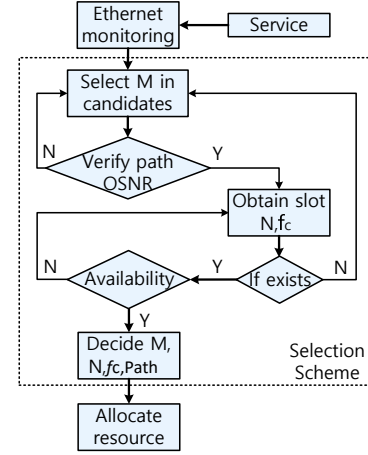 Ethernet
monitoring
Service
Select M in
candidates
N
Verify path
OSNR
Y
Obtain slot
N,fc
N
Availability
Y
If exists
N
Y
Decide M,
N,fc,Path
Selection
Scheme
Allocate
resource